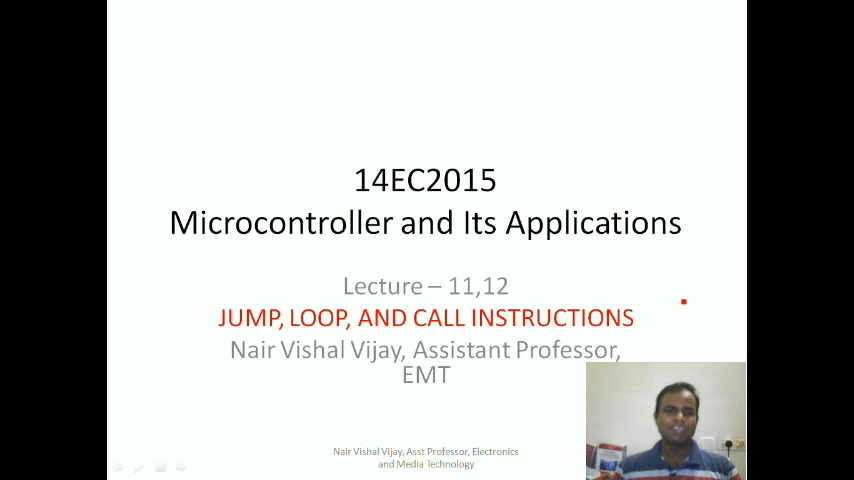 14EC2015
Microcontroller and Its Applications
Lecture – 11,12
JUMP, LOOP, AND CALL INSTRUCTIONS
Nair Vishal Vijay, Assistant Professor,
EMT
Nair Vishal Vijay, Asst Professor, Electronics
and Media Technology